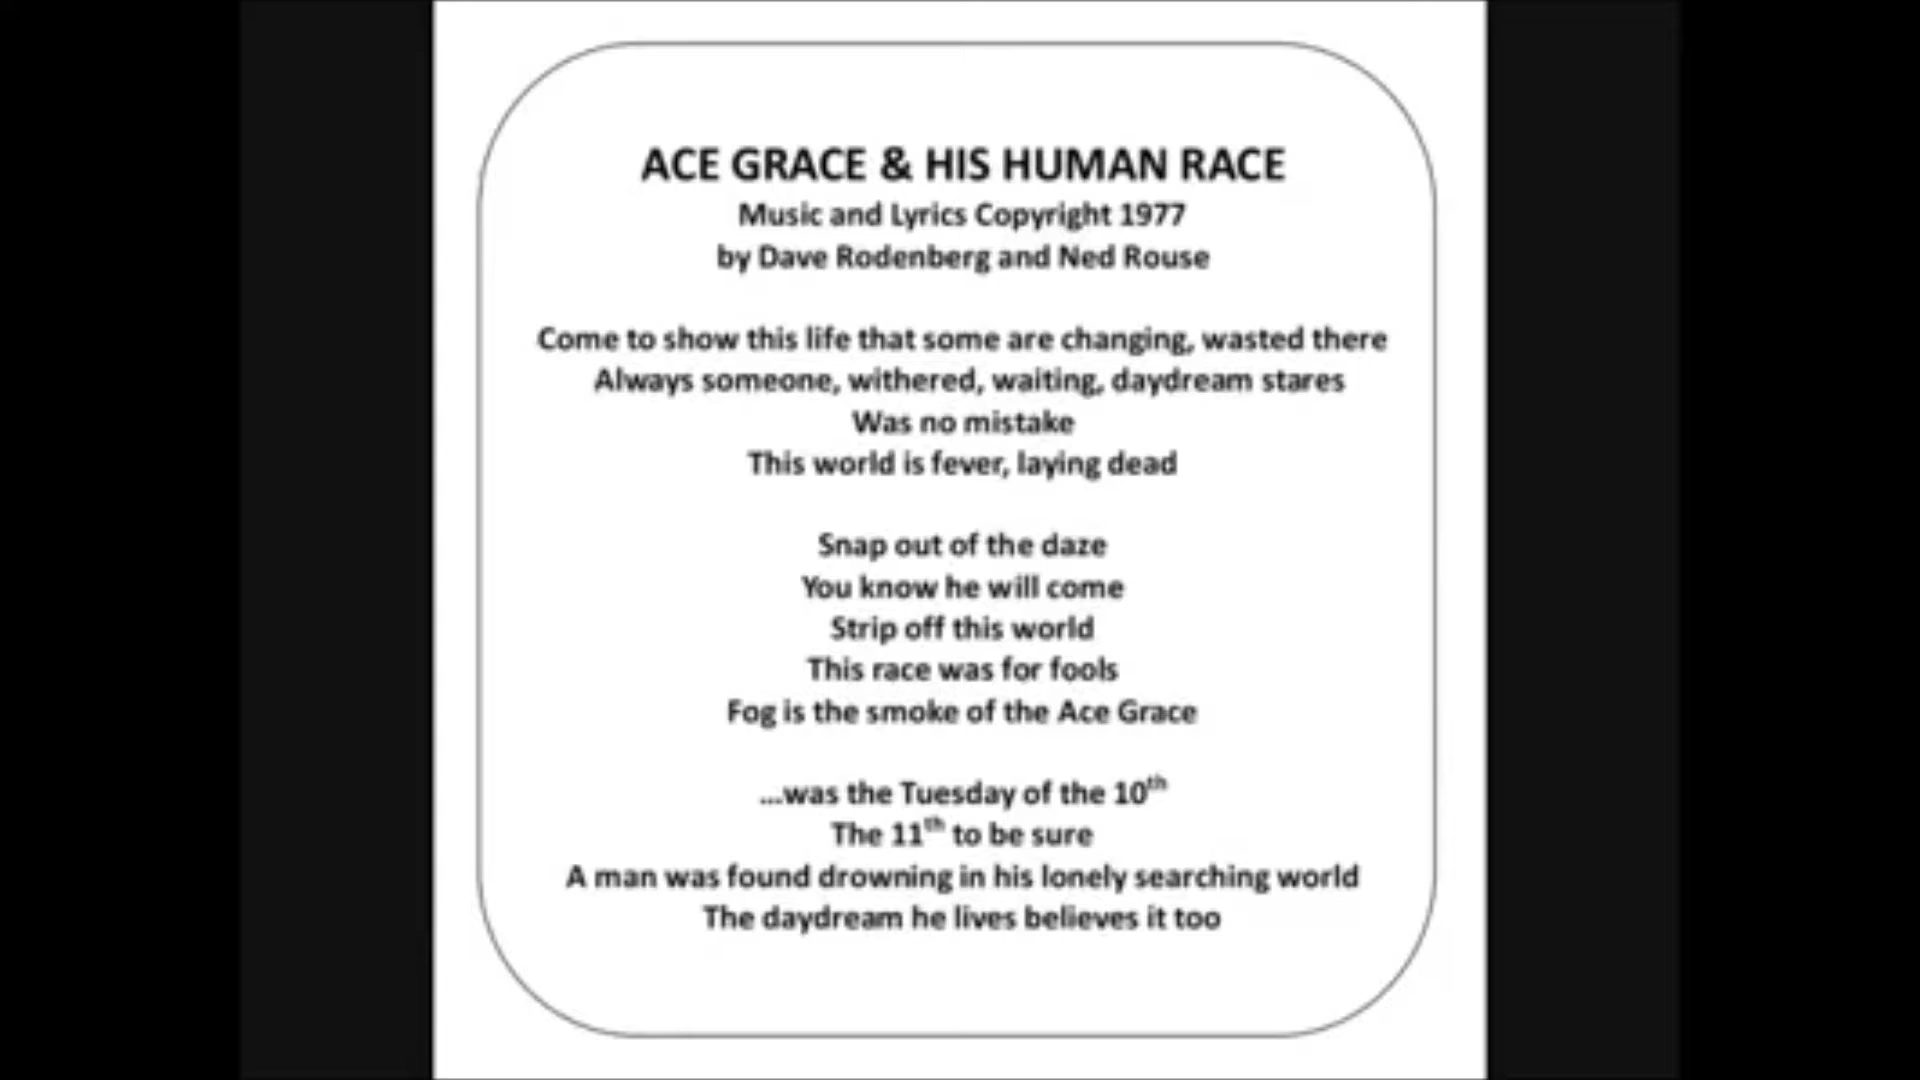 ACE GRACE & HIS HUMAN RACE
Music and Lyrics Copyright 1977
by Dave Rodenberg and Ned Rouse
Come to show this life that some are changing, wasted there
Always someone, withered, waiting, daydream stares
Was no mistake
This world is fever, laying dead
Snap out of the daze
You know he will come
Strip off this world
This race was for fools
Fog is the smoke of the Ace Grace
...was the Tuesday of the 10th
The 11th to be sure
A man was found drowning in his lonely searching world
The daydream he lives believes it too